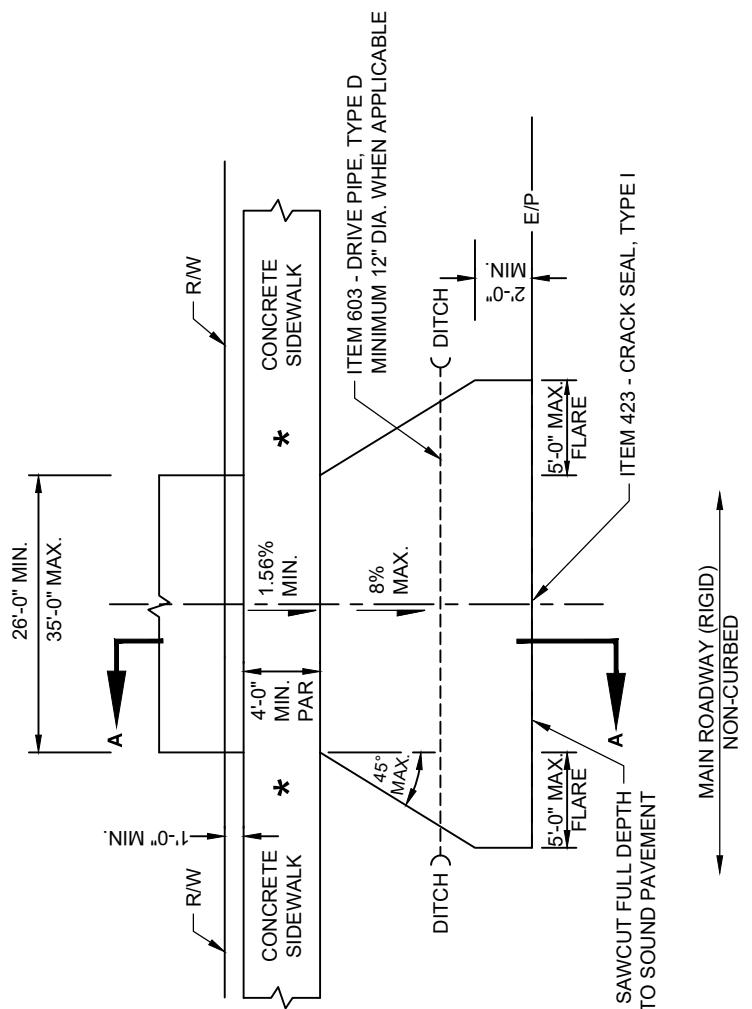 26'-0" MIN.
35'-0" MAX.
A
R/W
R/W
1'-0" MIN.
CONCRETE
SIDEWALK
*
4'-0"
MIN.
PAR
1.56%
MIN.
*
CONCRETE
SIDEWALK
45°
MAX.
8%
MAX.
ITEM 603 - DRIVE PIPE, TYPE D
MINIMUM 12" DIA. WHEN APPLICABLE
DITCH
DITCH
2'-0"
MIN.
E/P
5'-0" MAX.
FLARE
5'-0" MAX.
FLARE
A
SAWCUT FULL DEPTH
TO SOUND PAVEMENT
ITEM 423 - CRACK SEAL, TYPE I
MAIN ROADWAY (RIGID)
NON-CURBED